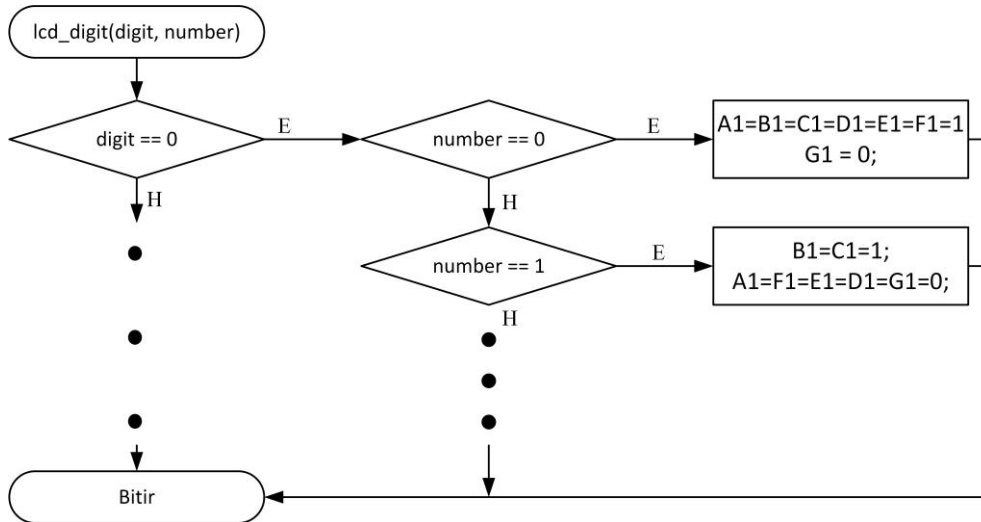 lcd_digit(digit, number)
digit == 0
E
number == 0
E
A1=B1=C1=D1=E1=F1=1
G1 = 0;
H
H
number == 1
E
B1=C1=1;
A1=F1=E1=D1=G1=0;
H
Bitir